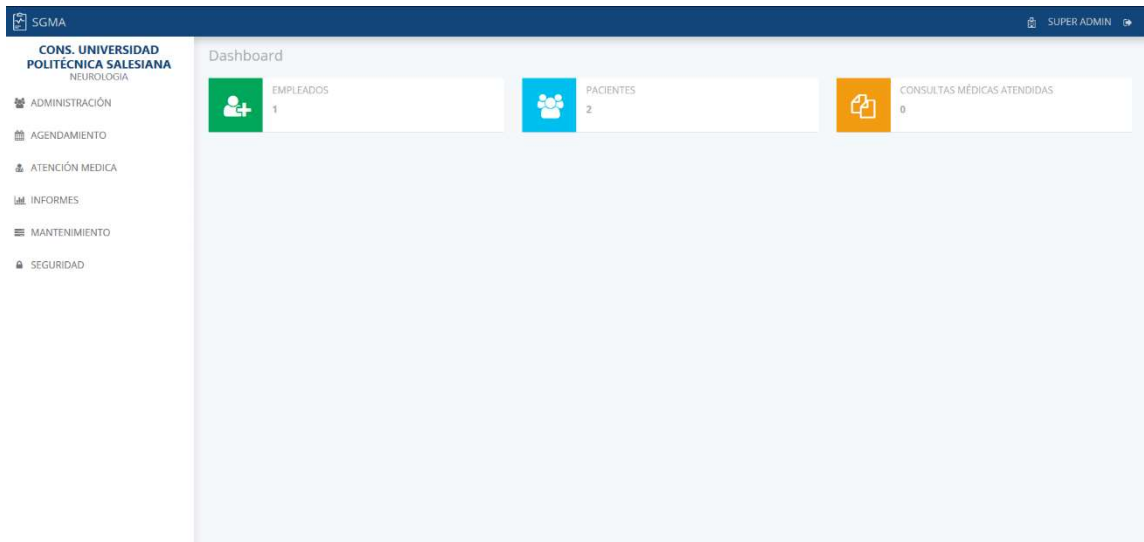 SGMA
SUPER ADMIN
CONS. UNIVERSIDAD
POLITÉCNICA SALESIANA
NEUROLOGIA
ADMINISTRACIÓN
AGENDAMIENTO
ATENCIÓN MEDICA
INFORMES
MANTENIMIENTO
SEGURIDAD
Dashboard
EMPLEADOS
1
PACIENTES
2
CONSULTAS MÉDICAS ATENDIDAS
0